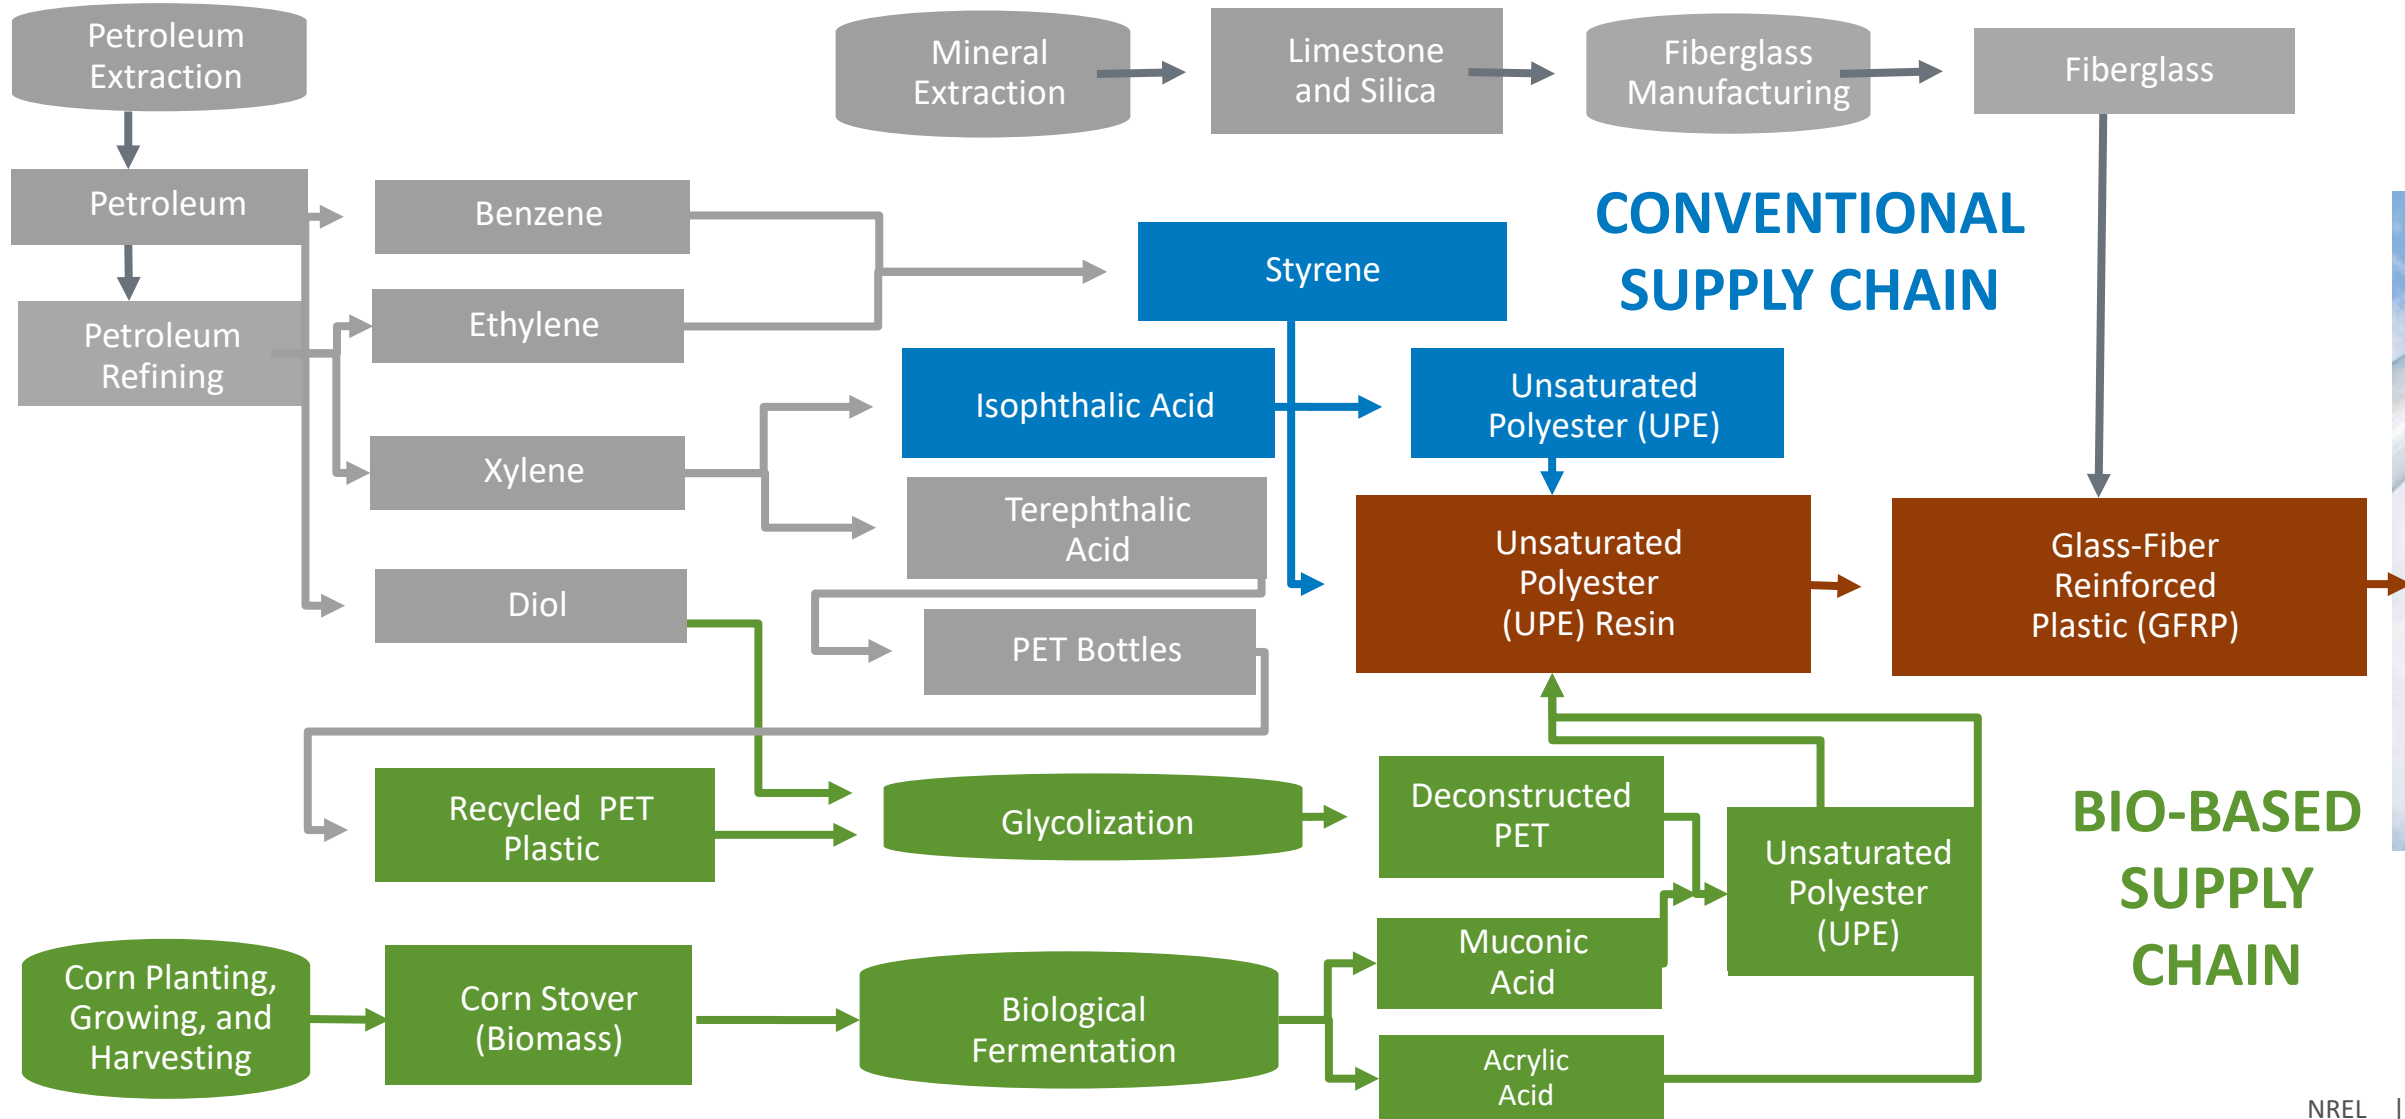 Petroleum
Extraction
Mineral
Extraction
Limestone
and Silica
Fiberglass
Manufacturing
Fiberglass
Petroleum
Benzene
CONVENTIONAL
SUPPLY CHAIN
Styrene
Petroleum
Refining
Ethylene
Isophthalic Acid
Unsaturated
Polyester (UPE)
Xylene
Terephthalic
Acid
Unsaturated
Polyester
(UPE) Resin
Glass-Fiber
Reinforced
Plastic (GFRP)
Diol
PET Bottles
Recycled PET
Plastic
Glycolization
Deconstructed
PET
Unsaturated
Polyester
(UPE)
BIO-BASED
SUPPLY
CHAIN
Corn Planting,
Growing, and
Harvesting
Corn Stover
(Biomass)
Biological
Fermentation
Muconic
Acid
Acrylic
Acid
NREL |